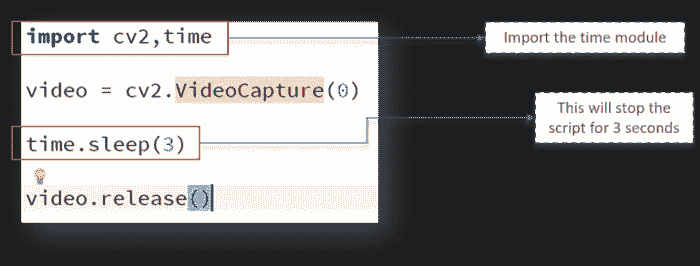 import cv2,time
Import the time module
video = cv2.VideoCapture(0)
This will stop the
script for 3 seconds
time.sleep(3)
video.release()